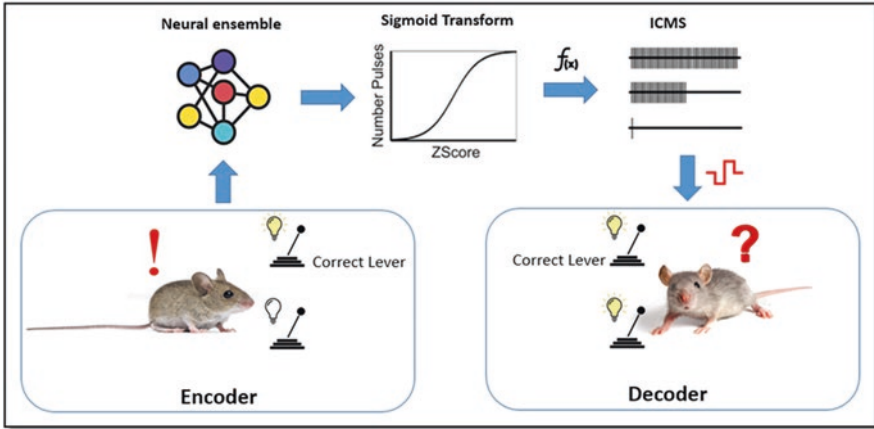 Neural ensemble
Sigmoid Transform
ICMS
Number Pulses
ZScore
f(x)
!
Correct Lever
Encoder
Correct Lever
?
Decoder